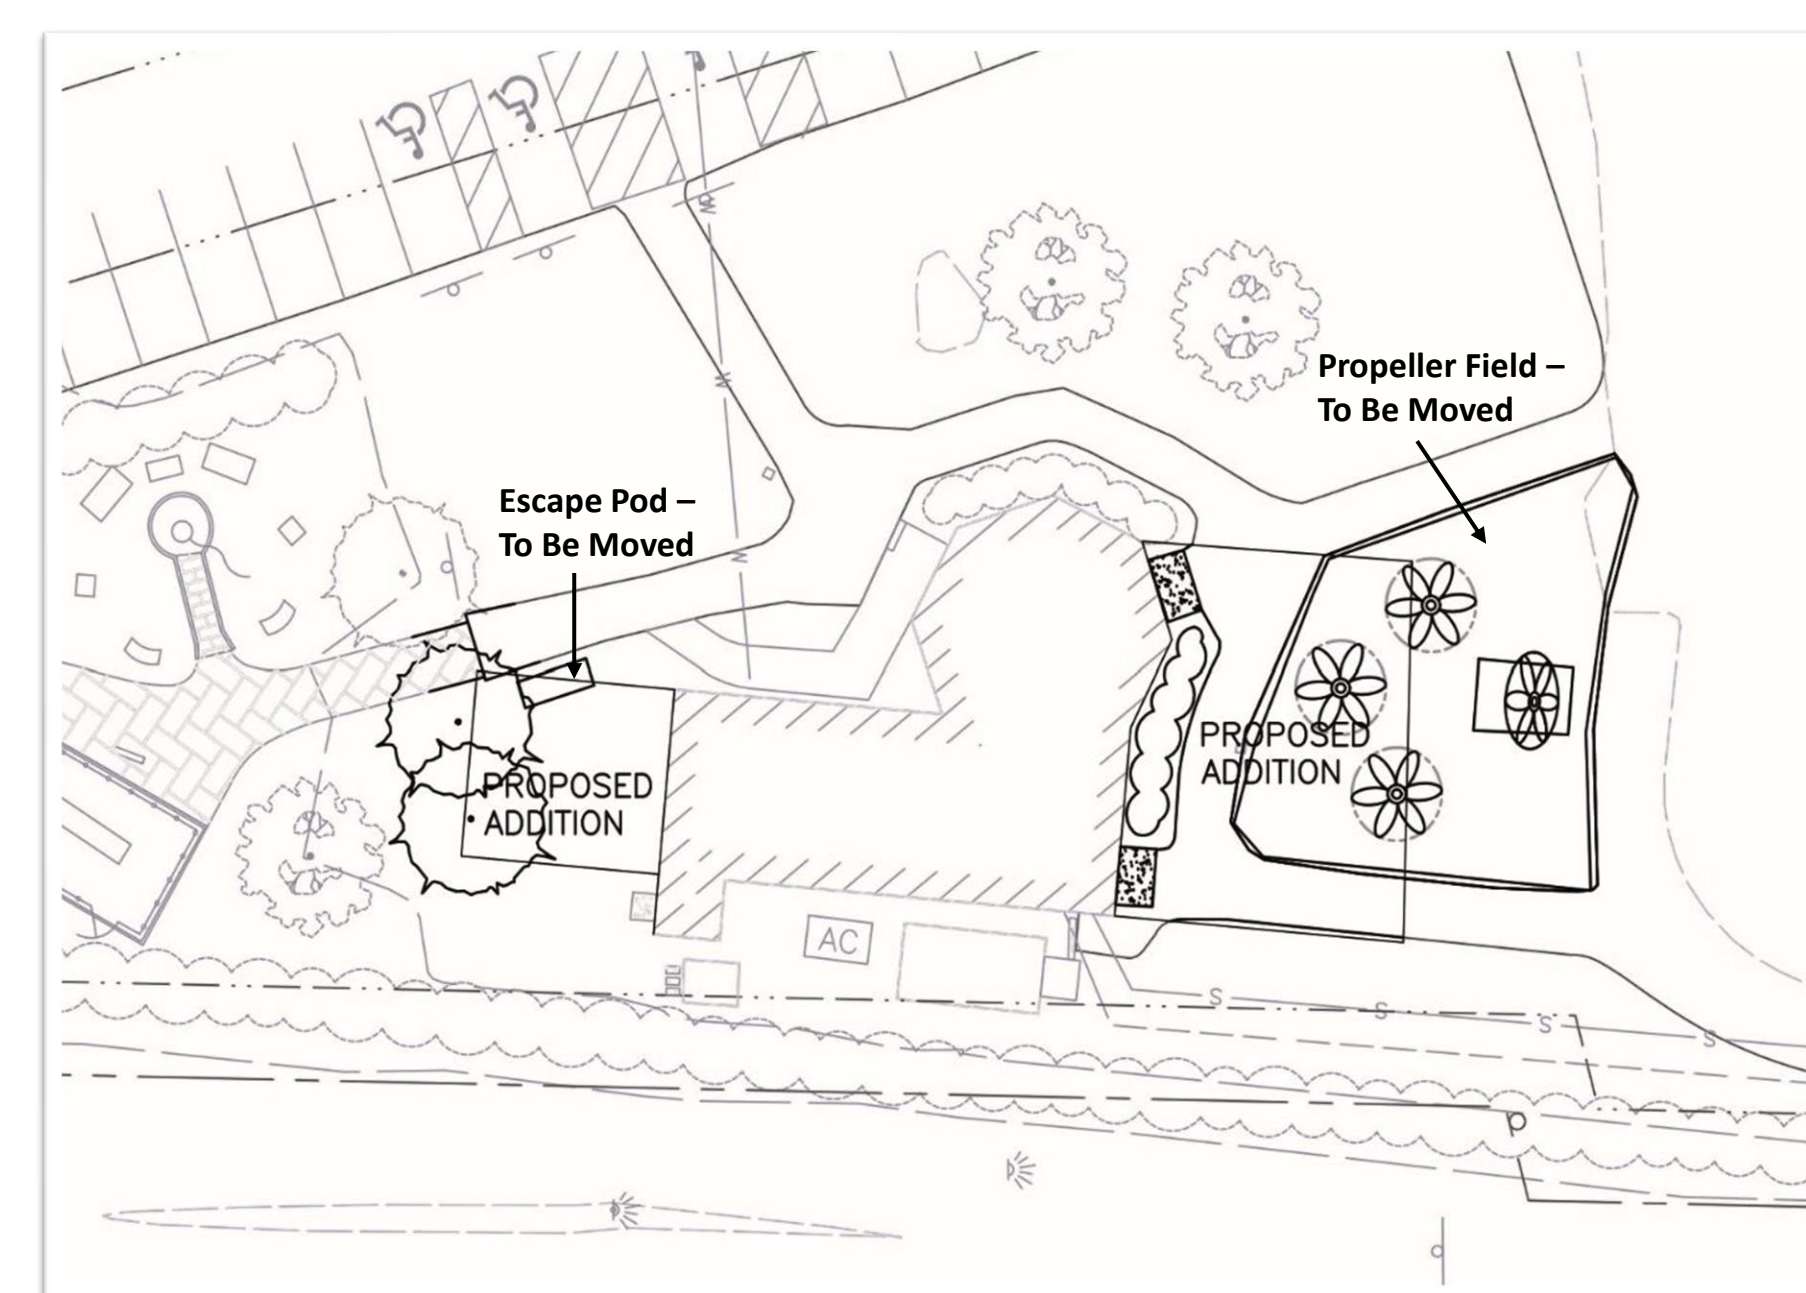 Propeller Field –
To Be Moved
Escape Pod –
To Be Moved
PROPOSED
ADDITION
PROPOSED
ADDITION
AC
W
W
W
S
S
S
S